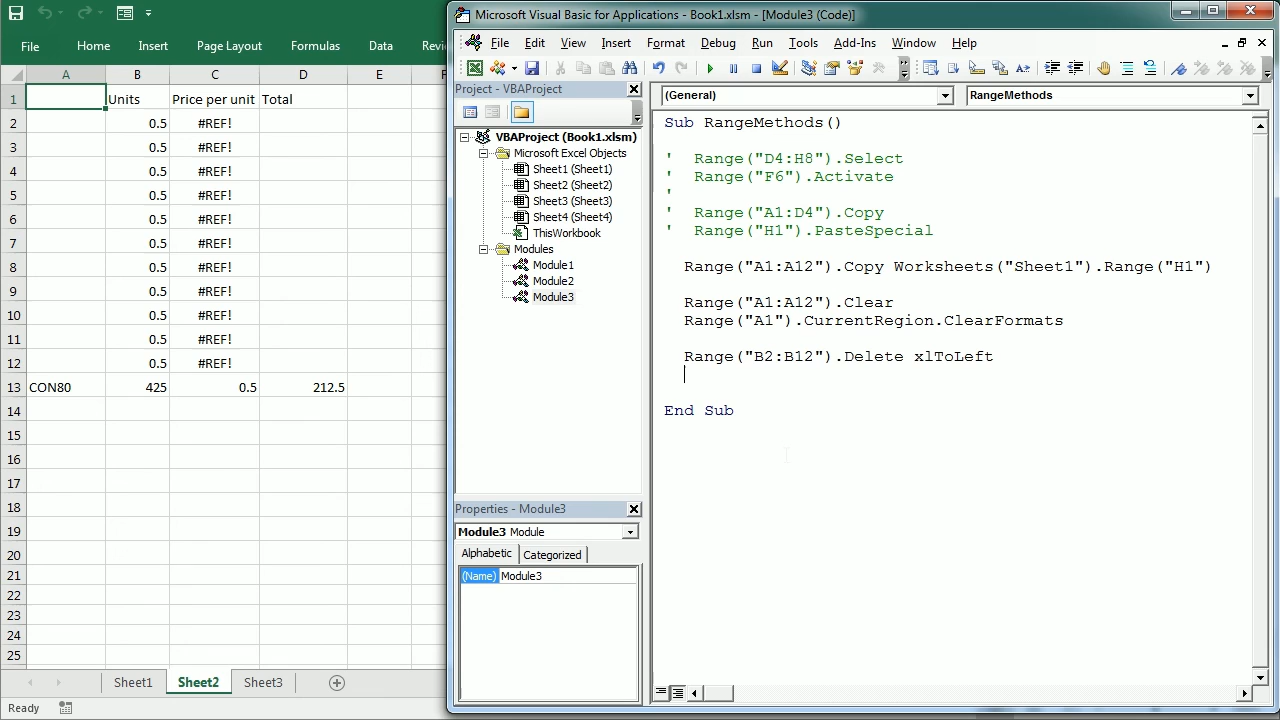 File Home Insert Page Layout Formulas Data
A B C D E F
1 Units Price per unit Total
2 0.5 #REF!
3 0.5 #REF!
4 0.5 #REF!
5 0.5 #REF!
6 0.5 #REF!
7 0.5 #REF!
8 0.5 #REF!
9 0.5 #REF!
10 0.5 #REF!
11 0.5 #REF!
12 0.5 #REF!
13 CON80 425 0.5 212.5
14
15
16
17
18
19
20
21
22
23
24
25
Sheet1 Sheet2 Sheet3
Ready
Microsoft Visual Basic for Applications - Book1.xlsm - [Module3 (Code)]
File Edit View Insert Format Debug Run Tools Add-Ins Window Help
Project - VBAProject
VBAProject (Book1.xlsm)
Microsoft Excel Objects
Sheet1 (Sheet1)
Sheet2 (Sheet2)
Sheet3 (Sheet3)
Sheet4 (Sheet4)
ThisWorkbook
Modules
Module1
Module2
Module3
Properties - Module3
Module3 Module
Alphabetic Categorized
(Name) Module3
(General) RangeMethods
Sub RangeMethods()
' Range("D4:H8").Select
' Range("F6").Activate
'
' Range("A1:D4").Copy
' Range("H1").PasteSpecial
Range("A1:A12").Copy Worksheets("Sheet1").Range("H1")
Range("A1:A12").Clear
Range("A1").CurrentRegion.ClearFormats
Range("B2:B12").Delete xlToLeft
End Sub